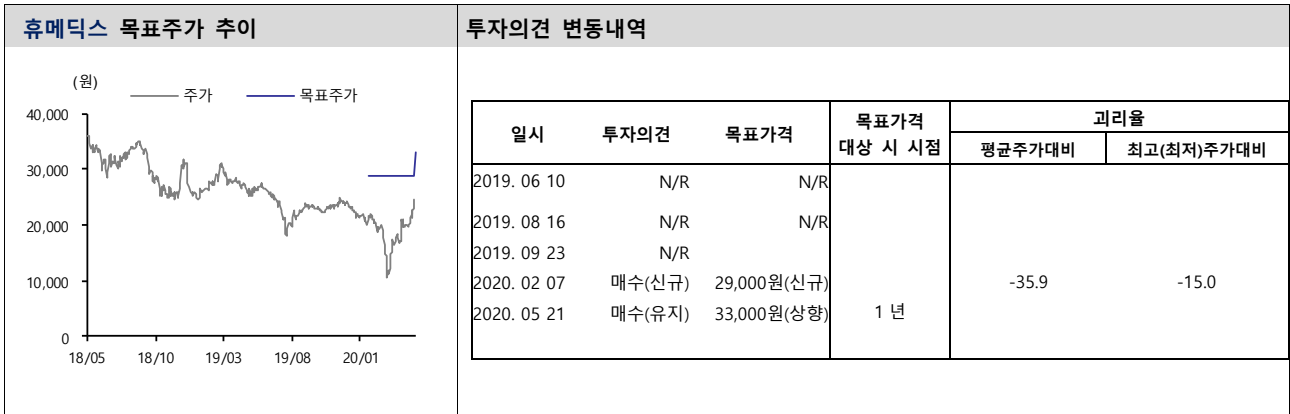 휴메딕스 목표주가 추이
(원)
주가 목표주가
40,000
30,000
20,000
10,000
0
18/05 18/10 19/03 19/08 20/01
투자의견 변동내역
일시 투자의견 목표가격 목표가격 대상 시 시점 괴리율
평균주가대비 최고(최저)주가대비
2019. 06 10 N/R N/R
2019. 08 16 N/R N/R
2019. 09 23 N/R
2020. 02 07 매수(신규) 29,000원(신규) -35.9 -15.0
2020. 05 21 매수(유지) 33,000원(상향) 1 년